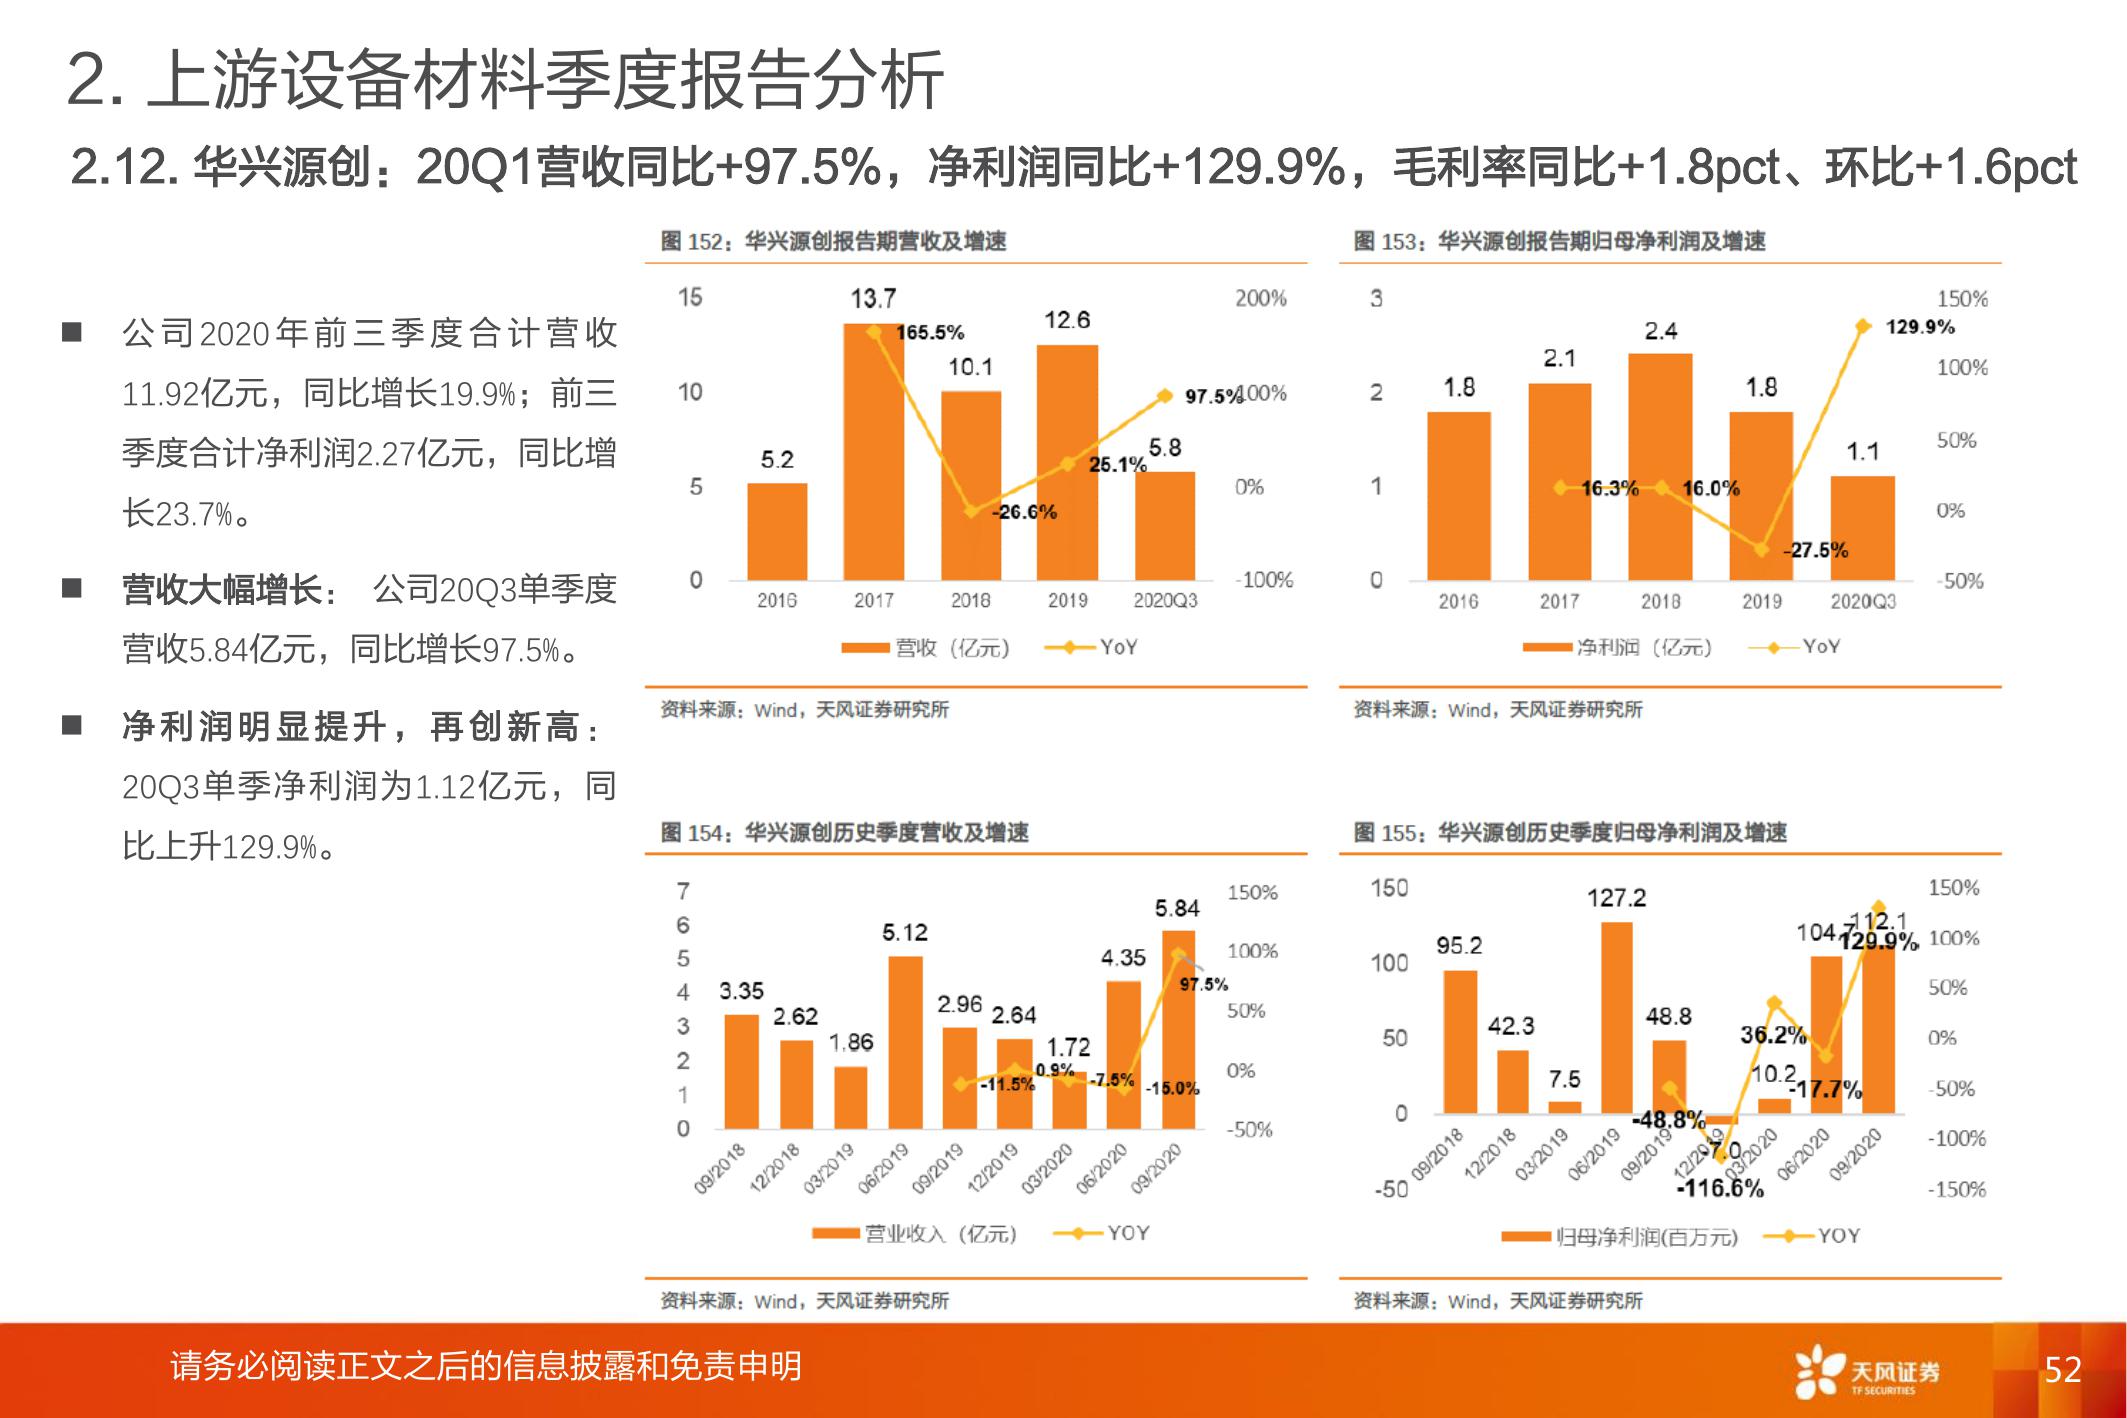 2. 上游设备材料季度报告分析
2.12. 华兴源创：20Q1营收同比+97.5%，净利润同比+129.9%，毛利率同比+1.8pct、环比+1.6pct
■ 公司2020年前三季度合计营收
11.92亿元，同比增长19.9%；前三
季度合计净利润2.27亿元，同比增
长23.7%。
■ 营收大幅增长： 公司20Q3单季度
营收5.84亿元，同比增长97.5%。
■ 净利润明显提升，再创新高：
20Q3单季净利润为1.12亿元，同
比上升129.9%。
图 152：华兴源创报告期营收及增速
15
10
5
0
200%
100%
0%
-100%
5.2
13.7
10.1
12.6
5.8
165.5%
-26.6%
25.1%
97.5%
2016 2017 2018 2019 2020Q3
营收（亿元） YoY
资料来源：Wind，天风证券研究所
图 153：华兴源创报告期归母净利润及增速
3
2
1
0
150%
100%
50%
0%
-50%
1.8
2.1
2.4
1.8
1.1
16.3%
16.0%
-27.5%
129.9%
2016 2017 2018 2019 2020Q3
净利润（亿元） YoY
资料来源：Wind，天风证券研究所
图 154：华兴源创历史季度营收及增速
7
6
5
4
3
2
1
0
150%
100%
50%
0%
-50%
3.35
2.62
1.86
5.12
2.96
2.64
1.72
4.35
5.84
-11.5%
0.9%
-7.5%
-15.0%
97.5%
09/2018 12/2018 03/2019 06/2019 09/2019 12/2019 03/2020 06/2020 09/2020
营业收入（亿元） YOY
资料来源：Wind，天风证券研究所
图 155：华兴源创历史季度归母净利润及增速
150
100
50
0
-50
150%
100%
50%
0%
-50%
-100%
-150%
95.2
42.3
7.5
127.2
48.8
-7.0
10.2
104.7
112.1
-48.8%
-116.6%
36.2%
-17.7%
129.9%
09/2018 12/2018 03/2019 06/2019 09/2019 12/2019 03/2020 06/2020 09/2020
归母净利润(百万元) YOY
资料来源：Wind，天风证券研究所
请务必阅读正文之后的信息披露和免责申明
天风证券
TF SECURITIES
52